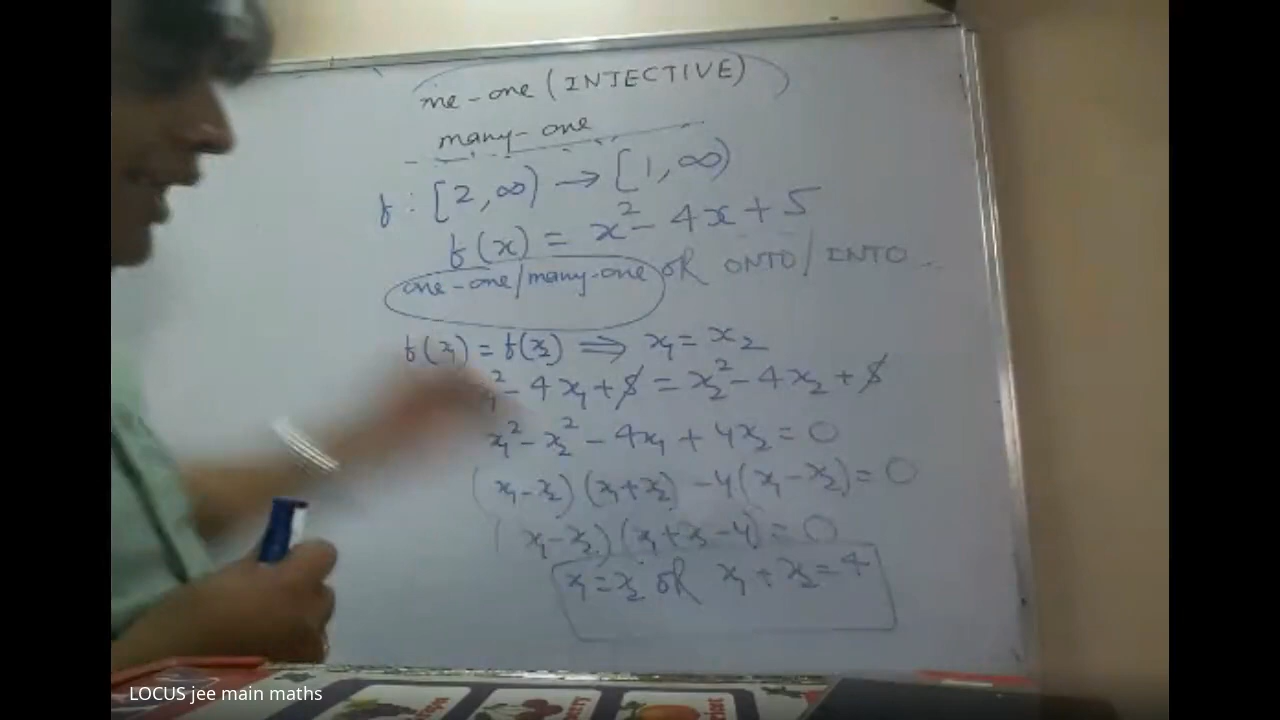 one-one (INJECTIVE)
many-one
f : [2, ∞) → [1, ∞)
f(x) = x² - 4x + 5
one-one/many-one or ONTO/INTO
f(x₁) = f(x₂) ⇒ x₁ = x₂
x₁² - 4x₁ + 5 = x₂² - 4x₂ + 5
x₁² - x₂² - 4x₁ + 4x₂ = 0
(x₁ - x₂)(x₁ + x₂) - 4(x₁ - x₂) = 0
(x₁ - x₂)(x₁ + x₂ - 4) = 0
x₁ = x₂ or x₁ + x₂ = 4
LOCUS jee main maths